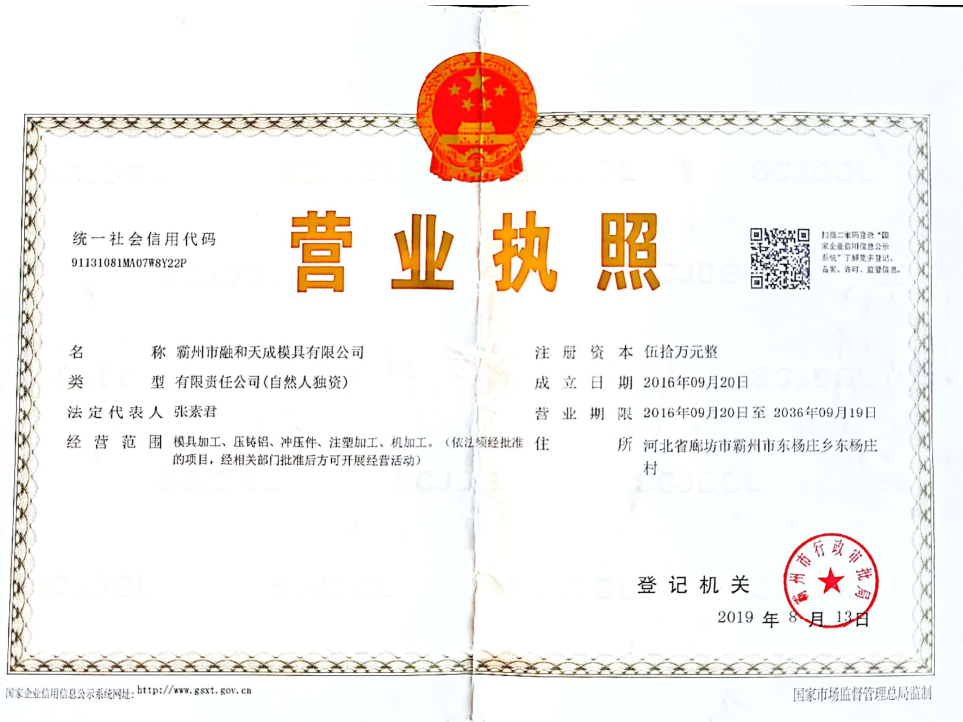 营业执照
统一社会信用代码
91131081MA07W8Y22P
扫描二维码登录“国
家企业信用信息公示
系统”了解更多登记、
备案、许可、监管信息。
名称 霸州市融和天成模具有限公司
类型 有限责任公司(自然人独资)
法定代表人 张素君
经营范围 模具加工、压铸铝、冲压件、注塑加工、机加工。（依法须经批准
的项目，经相关部门批准后方可开展经营活动）
注册资本 伍拾万元整
成立日期 2016年09月20日
营业期限 2016年09月20日至 2036年09月19日
住所 河北省廊坊市霸州市东杨庄乡东杨庄
村
登记机关
霸州市行政审批局
2019 年 8 月 13日
国家企业信用信息公示系统网址: http://www.gsxt.gov.cn
国家市场监督管理总局监制